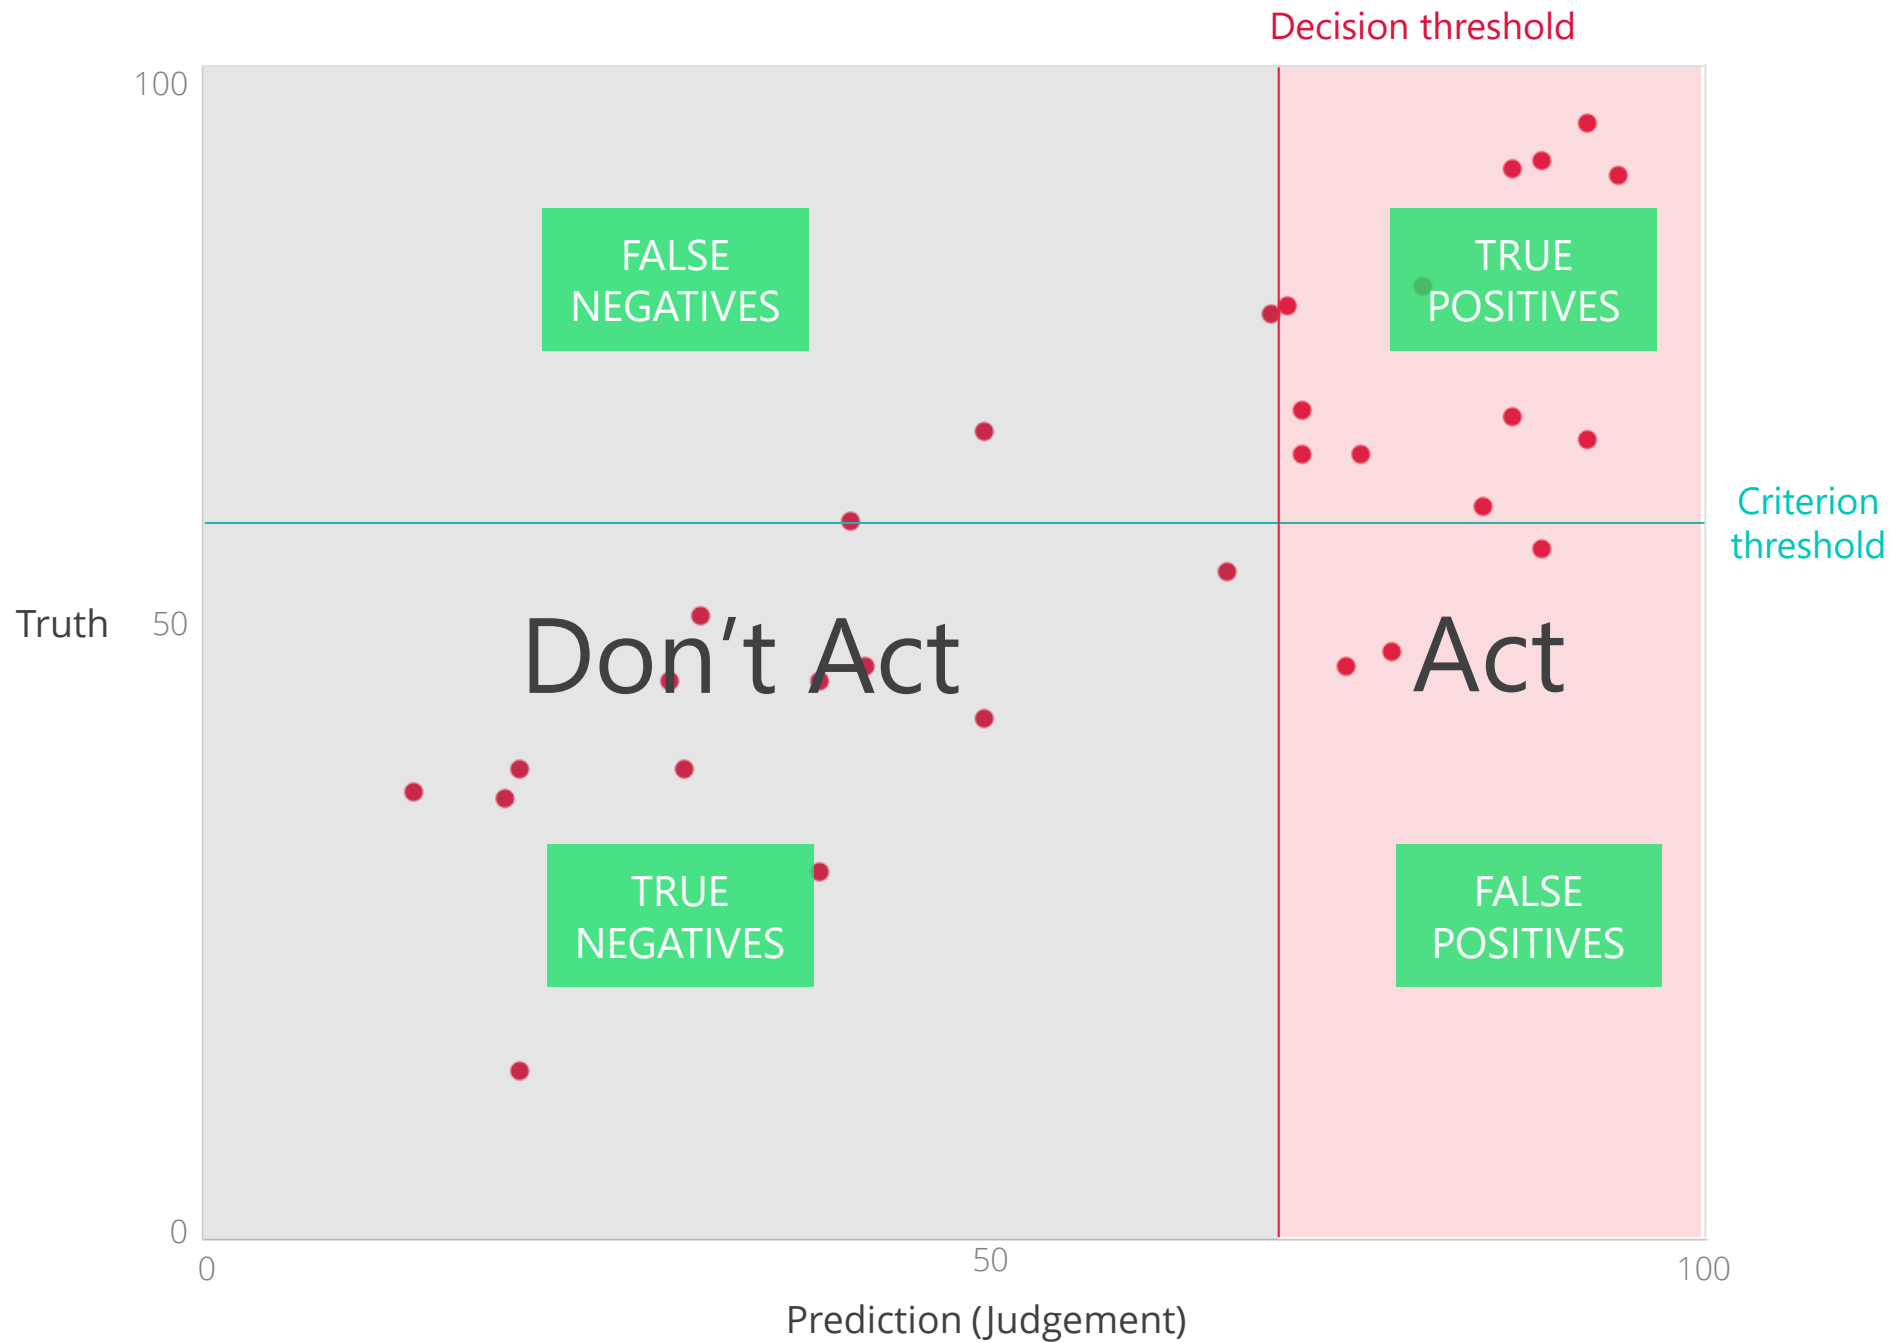 Decision threshold
100
FALSE
NEGATIVES
TRUE
POSITIVES
Criterion
threshold
Truth
50
Don’t Act
Act
TRUE
NEGATIVES
FALSE
POSITIVES
0
0
50
100
Prediction (Judgement)